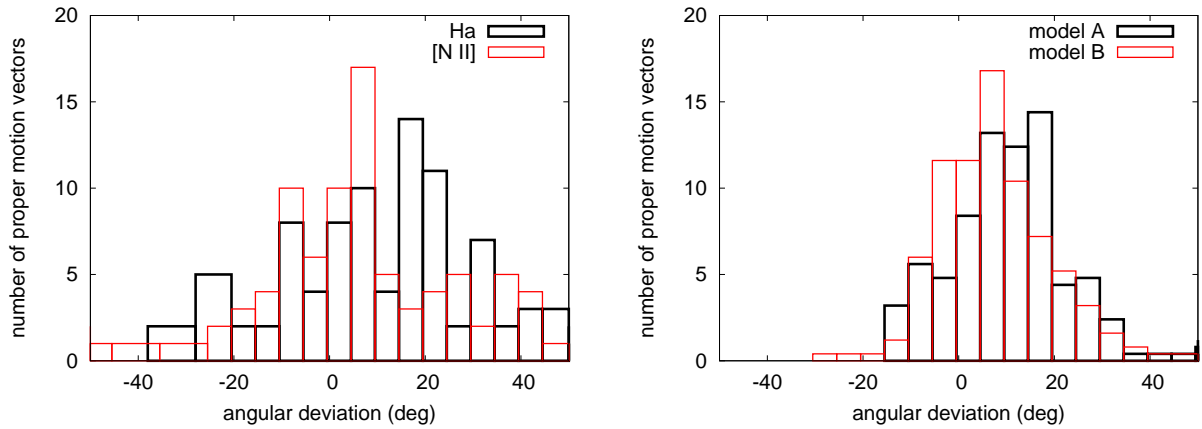 number of proper motion vectors
20
15
10
5
0
Ha
[N II]
-40 -20 0 20 40
angular deviation (deg)
number of proper motion vectors
20
15
10
5
0
model A
model B
-40 -20 0 20 40
angular deviation (deg)